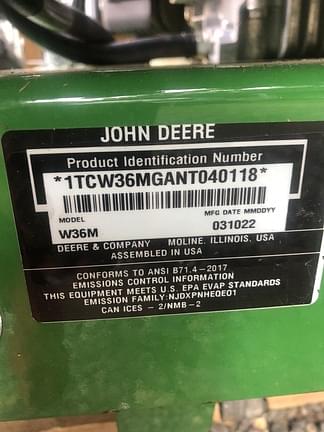 JOHN DEERE
Product Identification Number
*1TCW36MGANT040118*
MODEL MFG DATE MMDDYY
W36M 031022
DEERE & COMPANY MOLINE, ILLINOIS, USA
ASSEMBLED IN USA
CONFORMS TO ANSI B71.4-2017
EMISSIONS CONTROL INFORMATION
THIS EQUIPMENT MEETS U.S. EPA EVAP STANDARDS
EMISSION FAMILY:NJDXPNHEQEO1
CAN ICES - 2/NMB-2